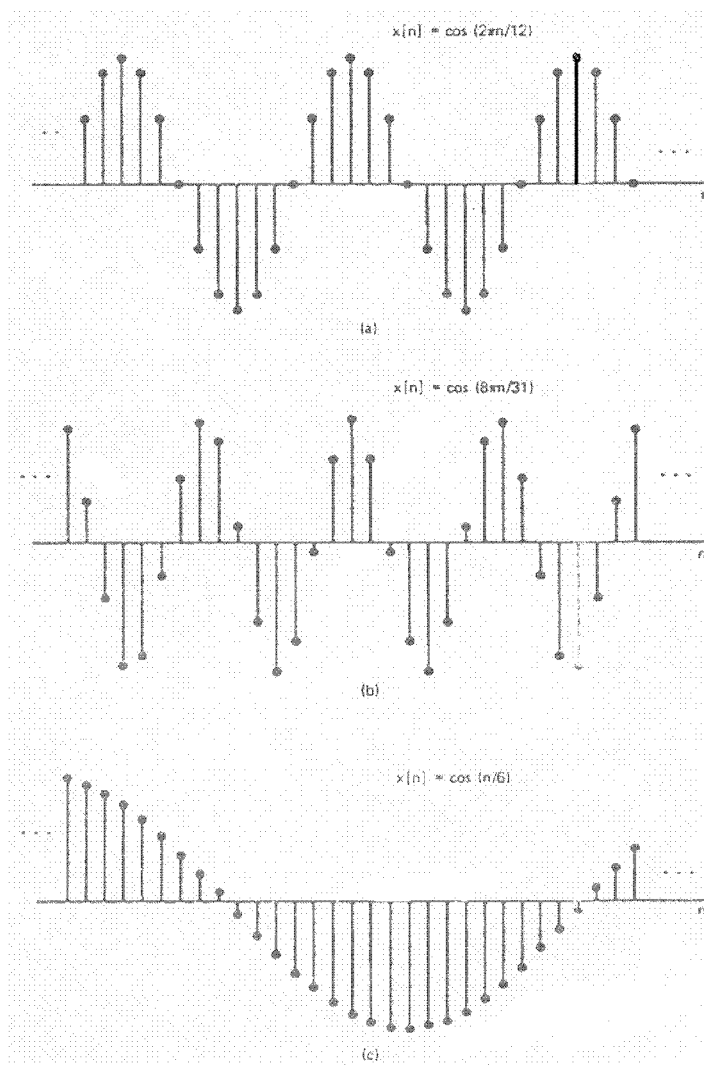 x[n] = cos (2πn/12)
. . .
n
(a)
x[n] = cos (8πn/31)
. . .
. . .
n
(b)
x[n] = cos (n/6)
. . .
. . .
n
(c)